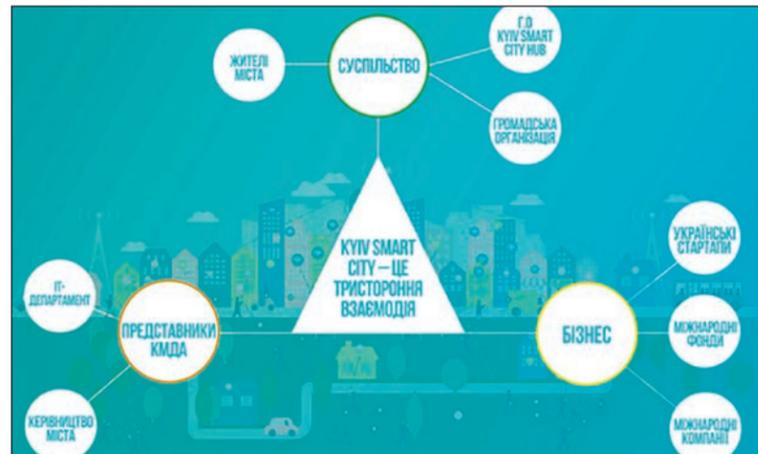 Г.О
KYIV SMART
CITY HUB
ЖИТЕЛІ
МІСТА
СУСПІЛЬСТВО
ГРОМАДСЬКА
ОРГАНІЗАЦІЯ
KYIV SMART
CITY – ЦЕ
ТРИСТОРОННЯ
ВЗАЄМОДІЯ
УКРАЇНСЬКІ
СТАРТАПИ
ІТ-
ДЕПАРТАМЕНТ
ПРЕДСТАВНИКИ
КМДА
БІЗНЕС
МІЖНАРОДНІ
ФОНДИ
КЕРІВНИЦТВО
МІСТА
МІЖНАРОДНІ
КОМПАНІЇ